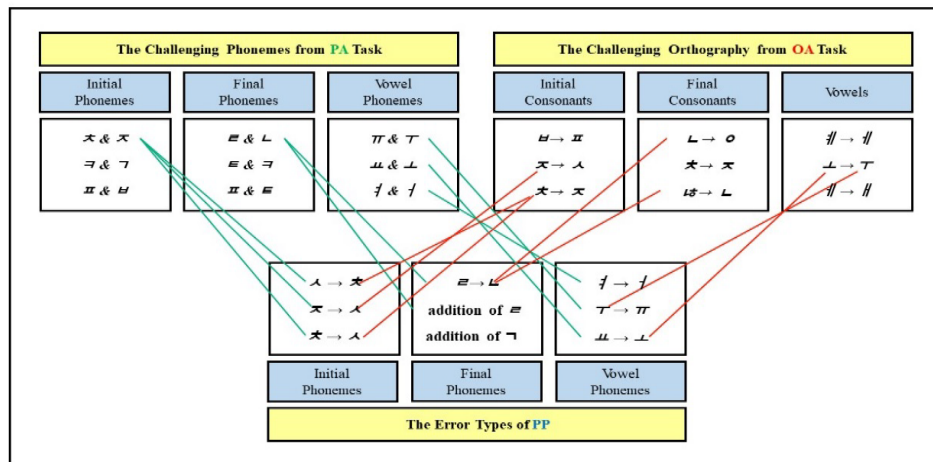 The Challenging Phonemes from PA Task
The Challenging Orthography from OA Task
Initial
Phonemes
Final
Phonemes
Vowel
Phonemes
Initial
Consonants
Final
Consonants
Vowels
ㅊ & ㅈ
ㅋ & ㄱ
ㅍ & ㅂ
ㄹ & ㄴ
ㅌ & ㅋ
ㅍ & ㅌ
ㅠ & ㅜ
ㅛ & ㅗ
ㅕ & ㅓ
ㅂ → ㅍ
ㅈ → ㅅ
ㅊ → ㅈ
ㄴ → ㅇ
ㅊ → ㅈ
ㄶ → ㄴ
ㅗ → ㅜ
ㅅ → ㅊ
ㅈ → ㅅ
ㅊ → ㅅ
ㄹ → ㄴ
addition of ㄹ
addition of ㄱ
ㅕ → ㅓ
ㅜ → ㅠ
ㅛ → ㅗ
Initial
Phonemes
Final
Phonemes
Vowel
Phonemes
The Error Types of PP